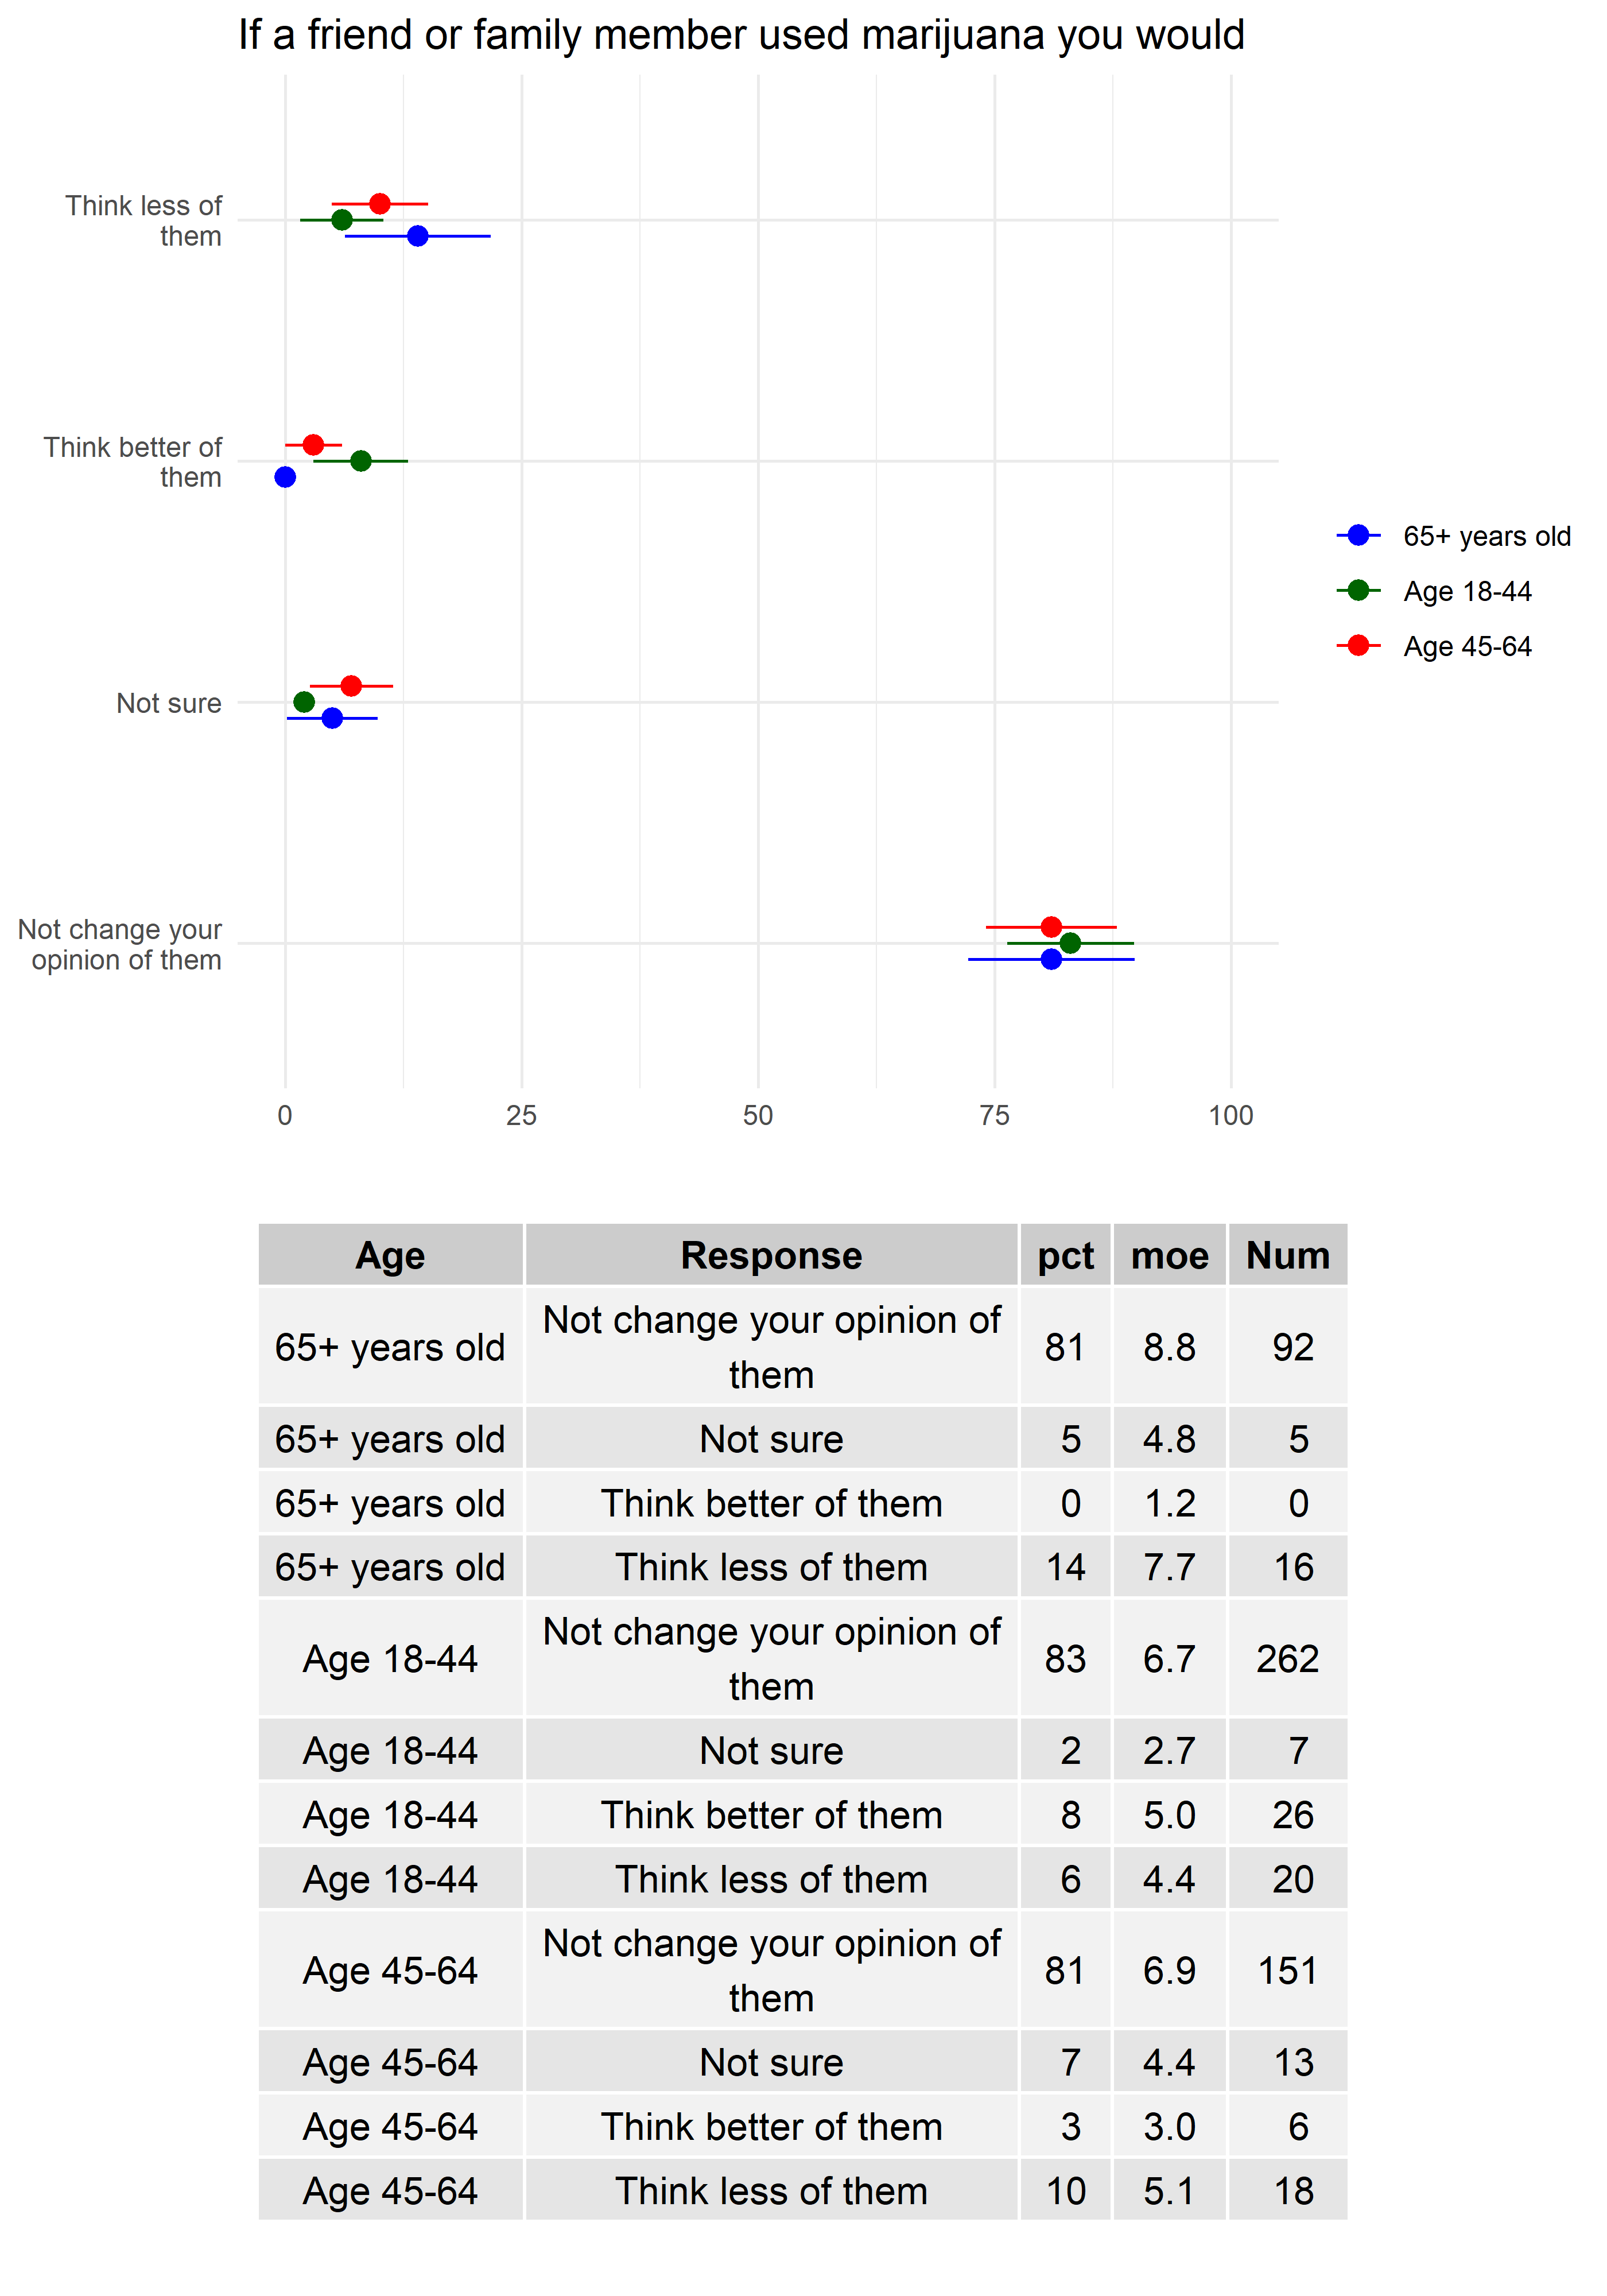 If a friend or family member used marijuana you would
Think less of
them
Think better of
them
Not sure
Not change your
opinion of them
0 25 50 75 100
65+ years old
Age 18-44
Age 45-64
Age Response pct moe Num
65+ years old Not change your opinion of them 81 8.8 92
65+ years old Not sure 5 4.8 5
65+ years old Think better of them 0 1.2 0
65+ years old Think less of them 14 7.7 16
Age 18-44 Not change your opinion of them 83 6.7 262
Age 18-44 Not sure 2 2.7 7
Age 18-44 Think better of them 8 5.0 26
Age 18-44 Think less of them 6 4.4 20
Age 45-64 Not change your opinion of them 81 6.9 151
Age 45-64 Not sure 7 4.4 13
Age 45-64 Think better of them 3 3.0 6
Age 45-64 Think less of them 10 5.1 18